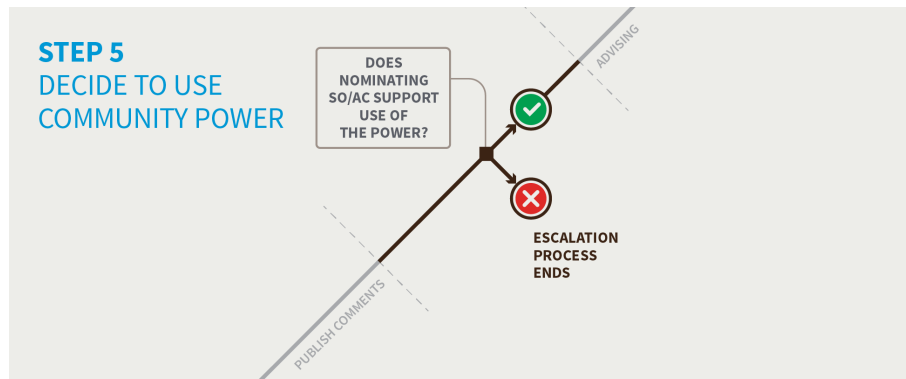 STEP 5
DECIDE TO USE
COMMUNITY POWER
DOES
NOMINATING
SO/AC SUPPORT
USE OF
THE POWER?
ADVISING
ESCALATION
PROCESS
ENDS
PUBLISH COMMENTS